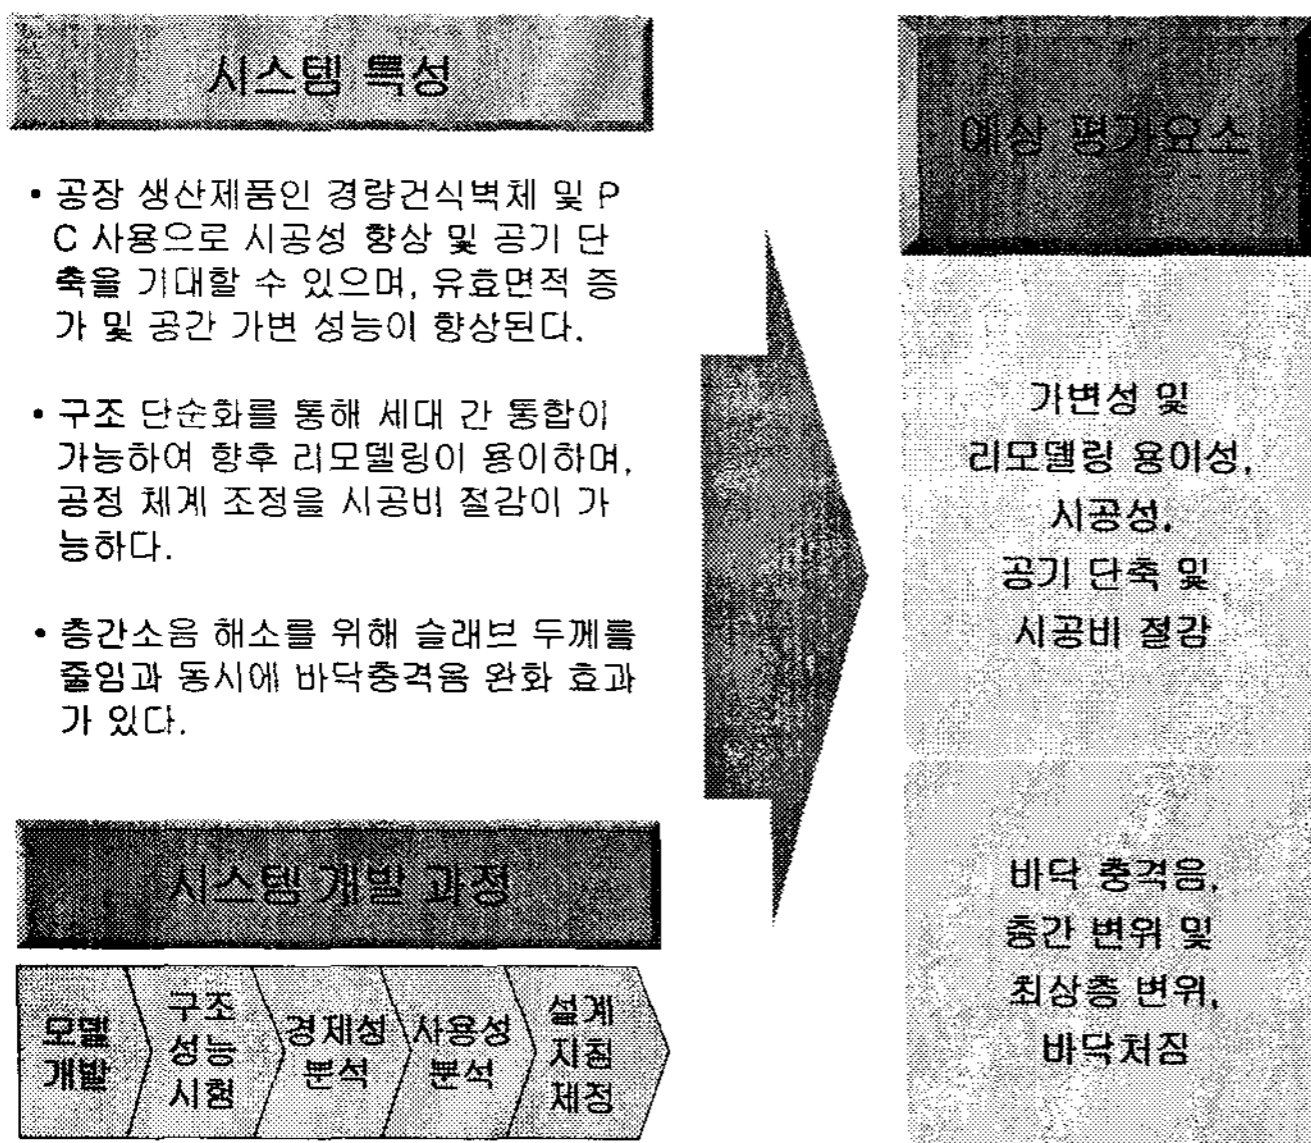 시스템 특성
• 공장 생산제품인 경량건식벽체 및 P
C 사용으로 시공성 향상 및 공기 단
축을 기대할 수 있으며, 유효면적 증
가 및 공간 가변 성능이 향상된다.
• 구조 단순화를 통해 세대 간 통합이
가능하여 향후 리모델링이 용이하며,
공정 체계 조정을 시공비 절감이 가
능하다.
• 층간소음 해소를 위해 슬래브 두께를
줄임과 동시에 바닥충격음 완화 효과
가 있다.
시스템 개발 과정
모델
개발
구조
성능
시험
경제성
분석
사용성
분석
설계
지침
제정
예상 평가요소
가변성 및
리모델링 용이성,
시공성,
공기 단축 및
시공비 절감
바닥 충격음,
층간 변위 및
최상층 변위,
바닥처짐